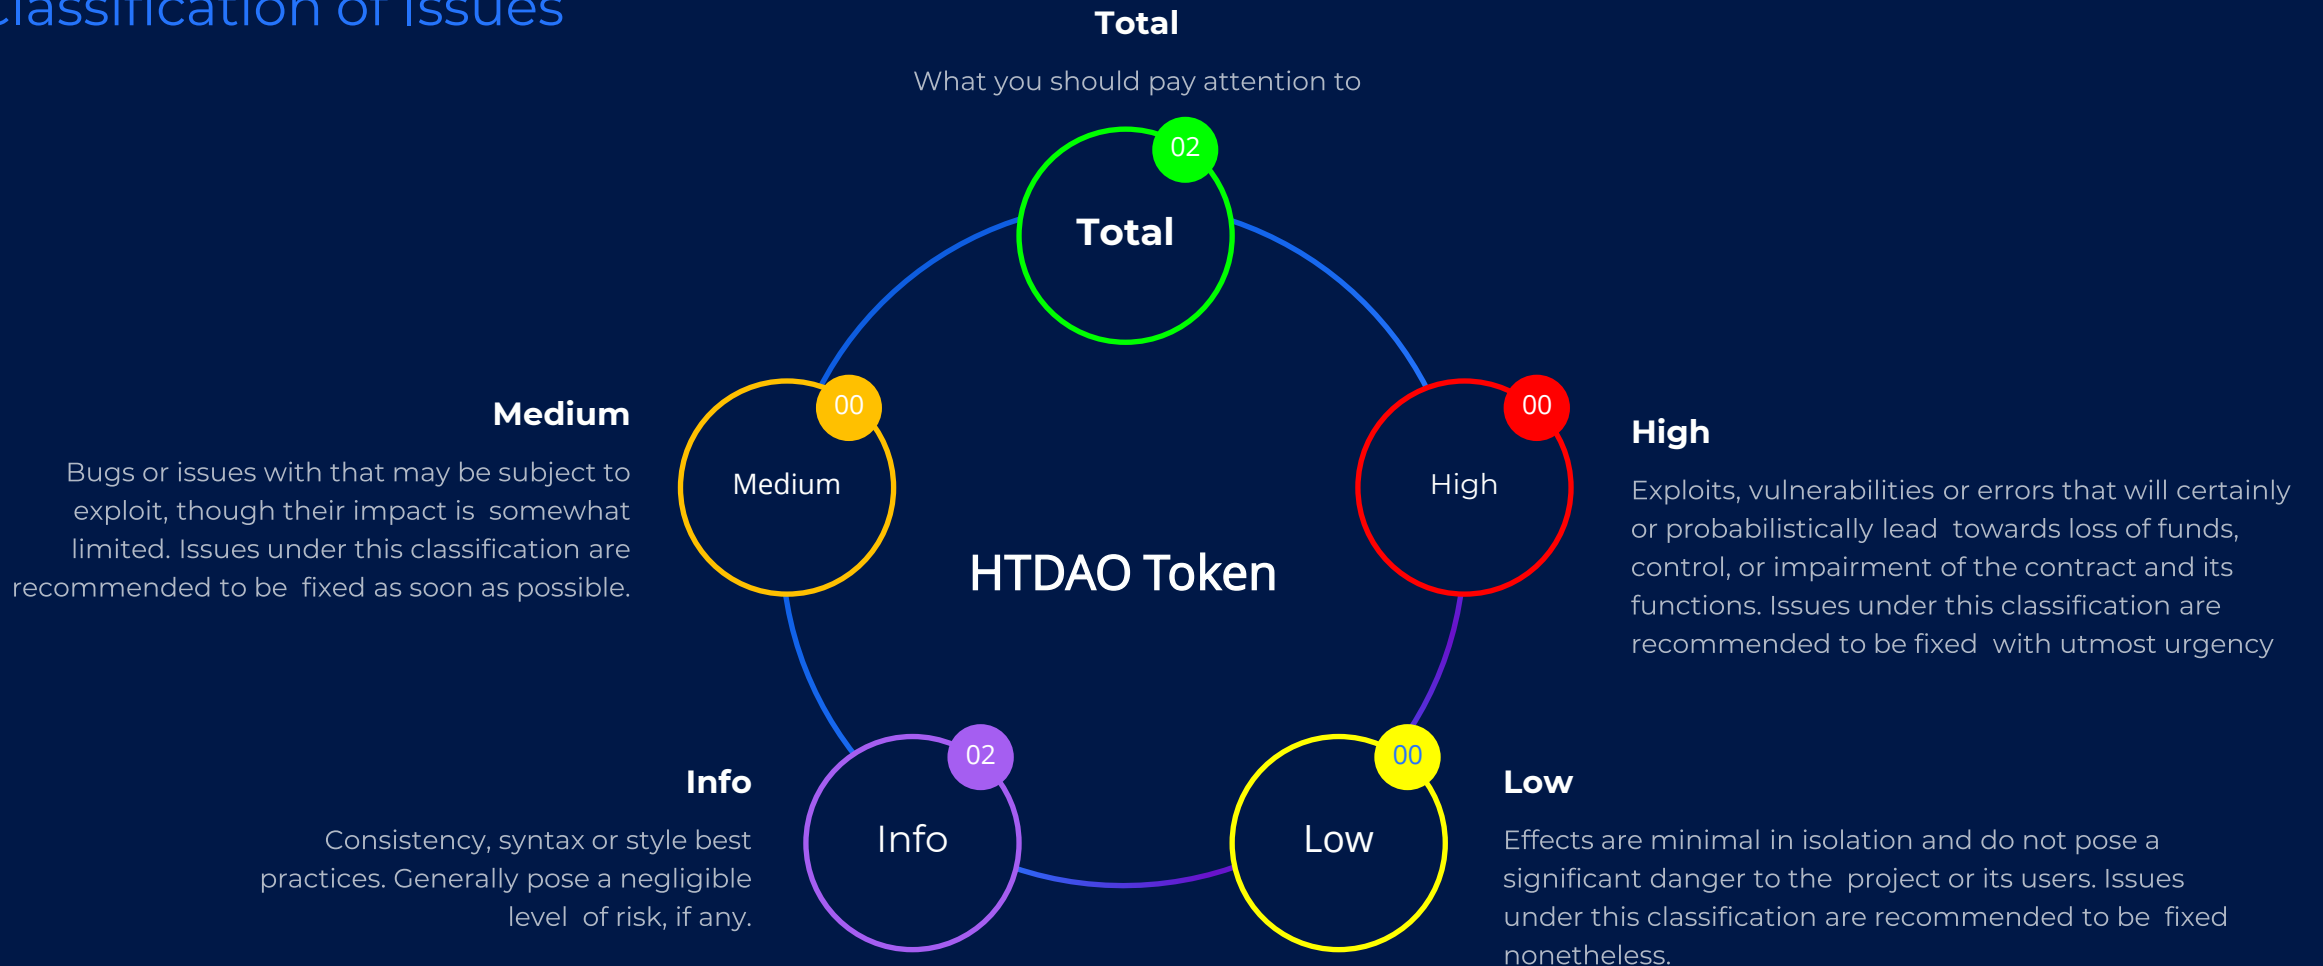 Classification of Issues
Total
What you should pay attention to
02
Total
Medium
Bugs or issues with that may be subject to
exploit, though their impact is somewhat
limited. Issues under this classification are
recommended to be fixed as soon as possible.
00
Medium
00
High
High
Exploits, vulnerabilities or errors that will certainly
or probabilistically lead towards loss of funds,
control, or impairment of the contract and its
functions. Issues under this classification are
recommended to be fixed with utmost urgency
HTDAO Token
Info
Consistency, syntax or style best
practices. Generally pose a negligible
level of risk, if any.
02
Info
00
Low
Low
Effects are minimal in isolation and do not pose a
significant danger to the project or its users. Issues
under this classification are recommended to be fixed
nonetheless.